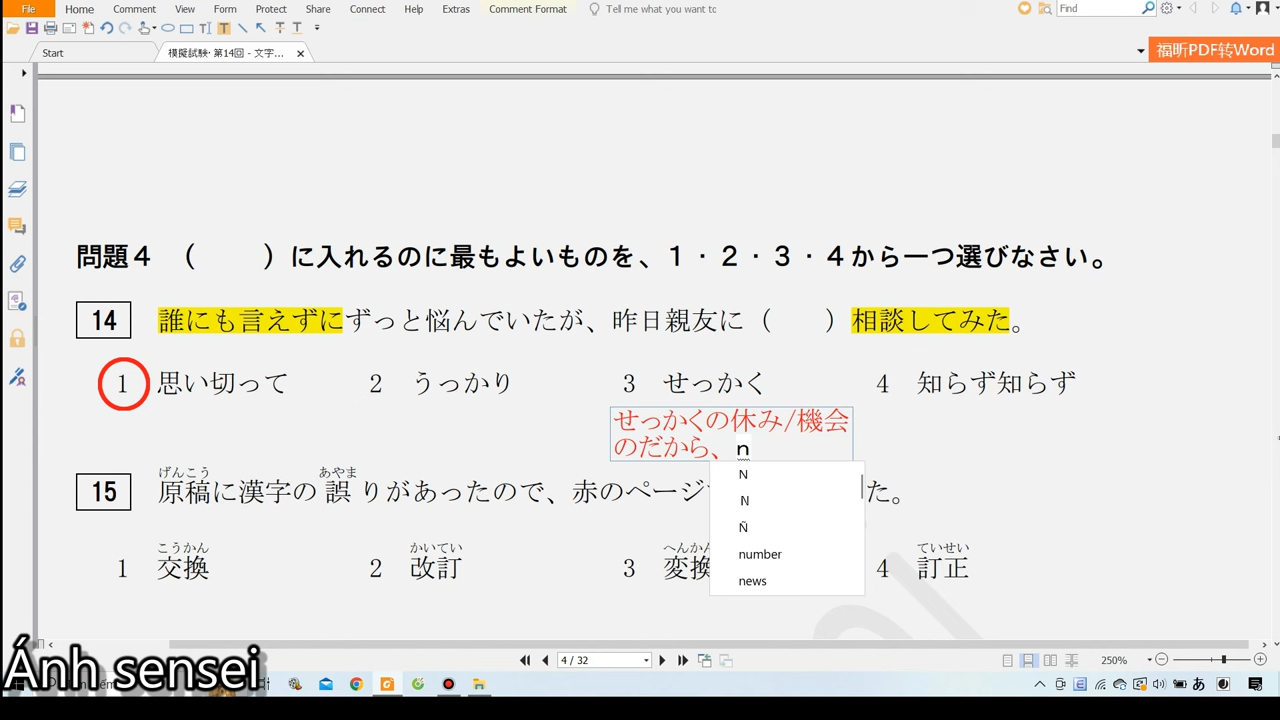 File Home Comment View Form Protect Share Connect Help Extras Comment Format Tell me what you want to Find
Start 模擬試験· 第14回 - 文字... 福昕PDF转Word
問題4 ( )に入れるのに最もよいものを、1・2・3・4から一つ選びなさい。
14 誰にも言えずにずっと悩んでいたが、昨日親友に( )相談してみた。
1 思い切って 2 うっかり 3 せっかく 4 知らず知らず
せっかくの休み/機会
のだから、n
N
N
Ñ
number
news
げんこう あやま
15 原稿に漢字の誤りがあったので、赤のペー た。
こうかん かいてい へんかん ていせい
1 交換 2 改訂 3 変換 4 訂正
4 / 32 250%
Ánh sensei
あ